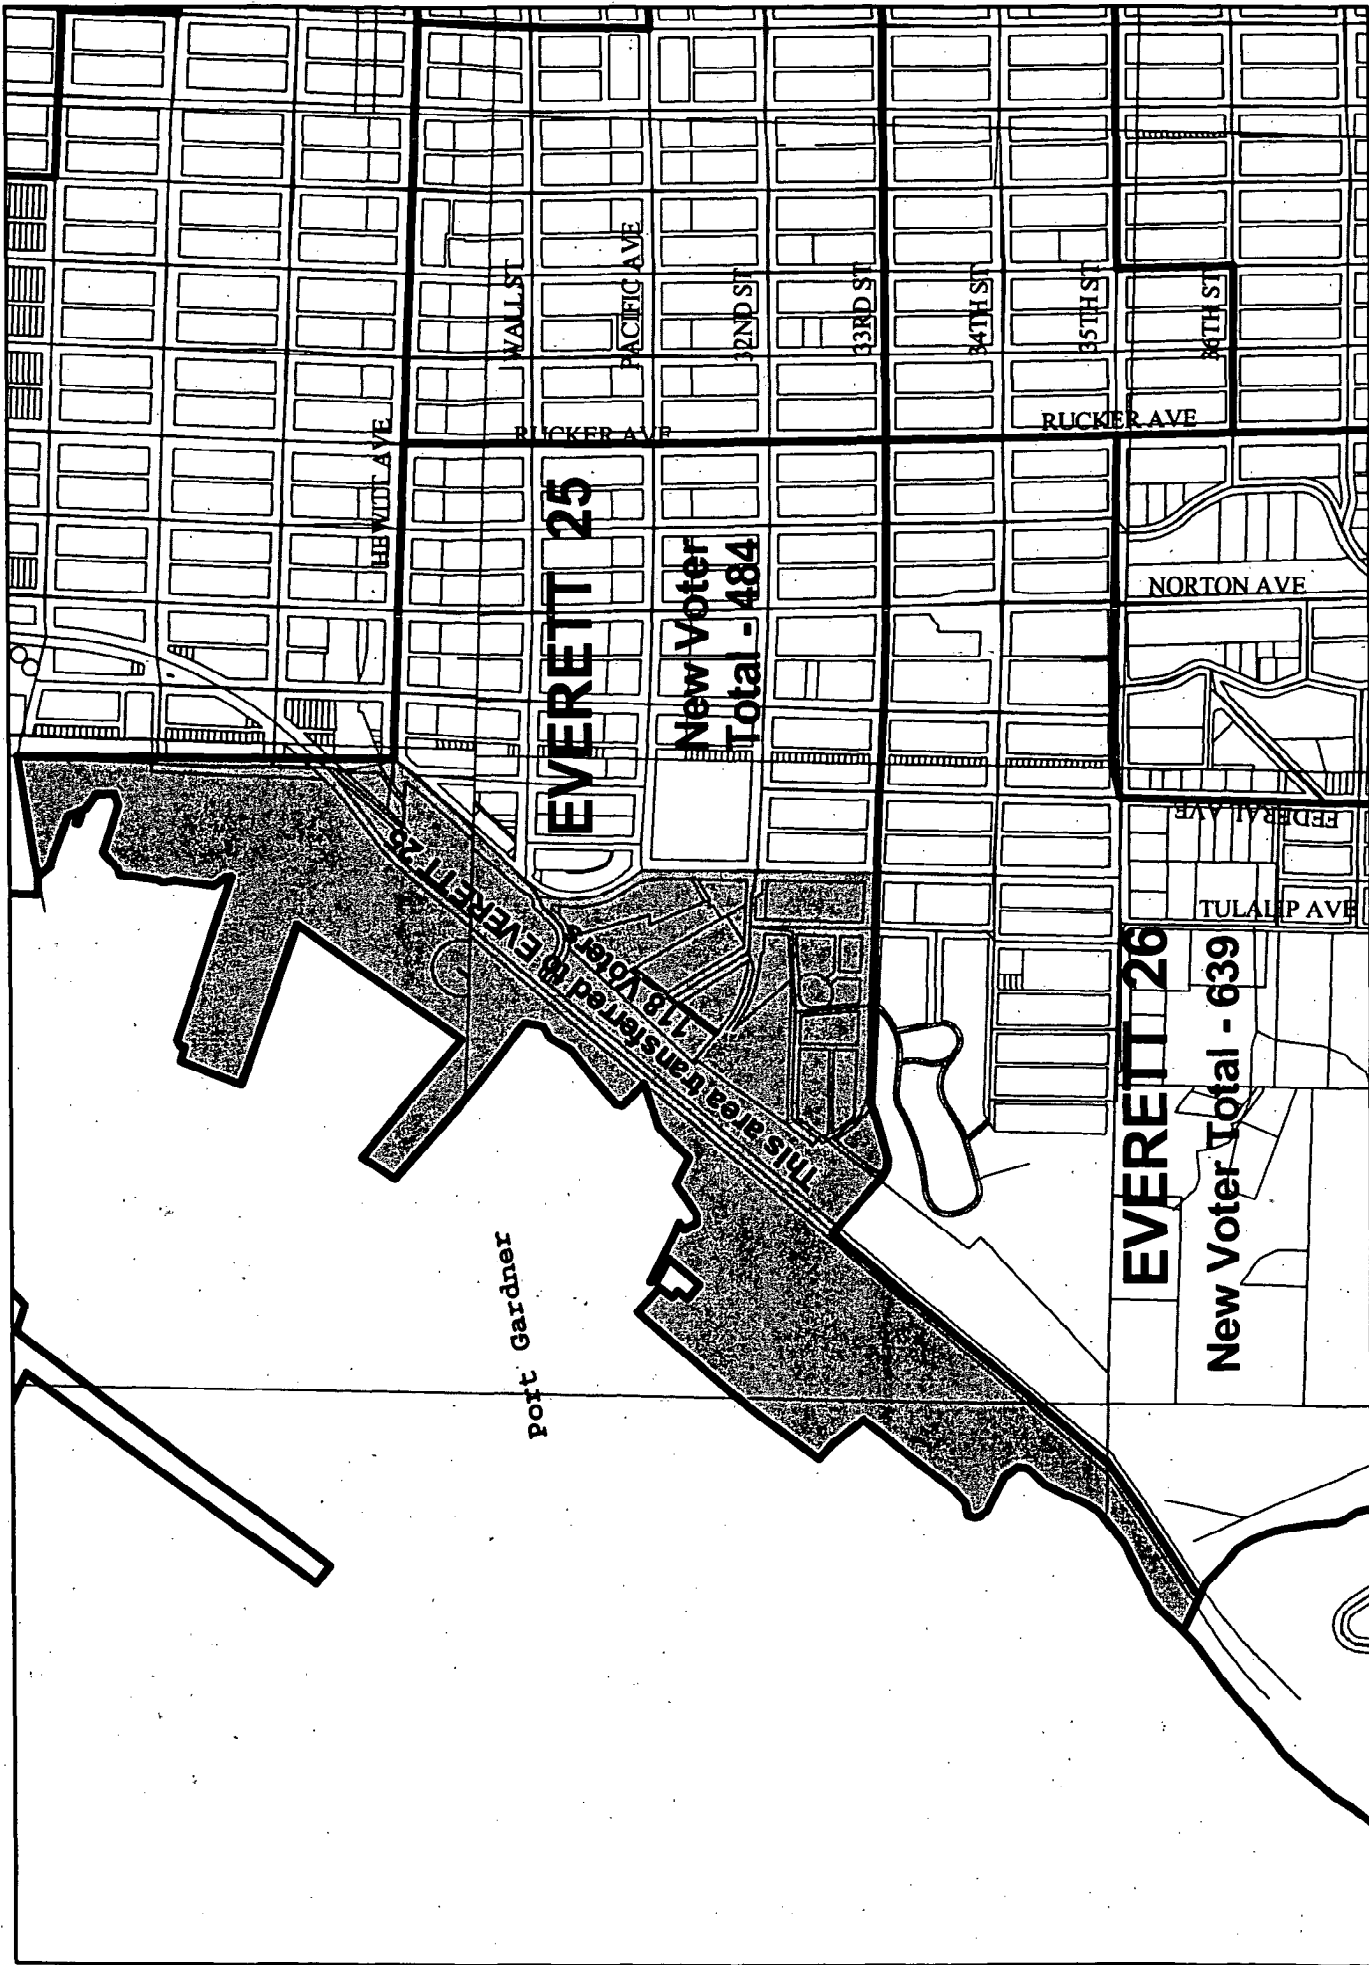 HEWITT AVE
WALL ST
PACIFIC AVE
32ND ST
33RD ST
34TH ST
35TH ST
36TH ST
RUCKER AVE
RUCKER AVE
EVERETT 25
New Voter
Total - 484
NORTON AVE
FEDERAL AVE
TULALIP AVE
This area transferred to EVERETT 25
118 Voters
EVERETT 26
New Voter Total - 639
Port Gardner